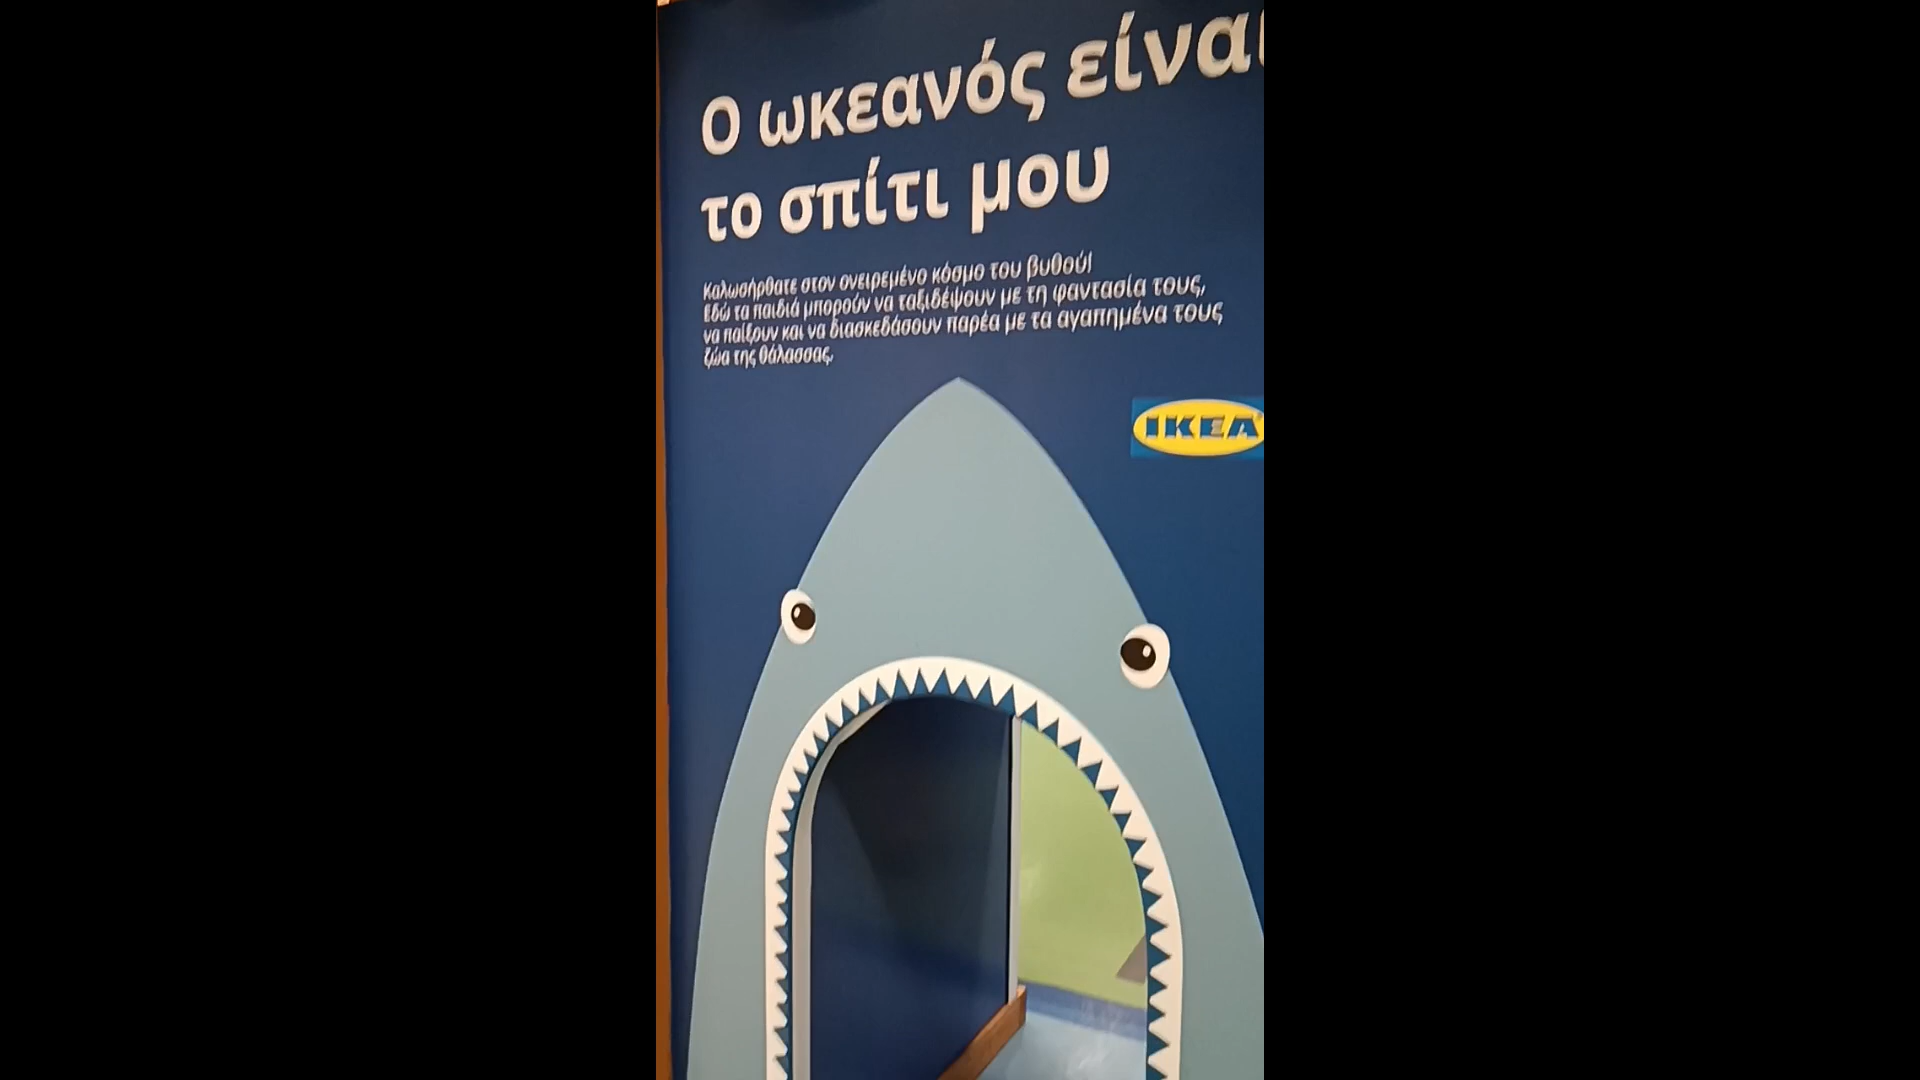 Ο ωκεανός είναι
το σπίτι μου
Καλωσήρθατε στον ονειρεμένο κόσμο του βυθού!
Εδώ τα παιδιά μπορούν να ταξιδέψουν με τη φαντασία τους,
να παίξουν και να διασκεδάσουν παρέα με τα αγαπημένα τους
ζώα της θάλασσας.
IKEA